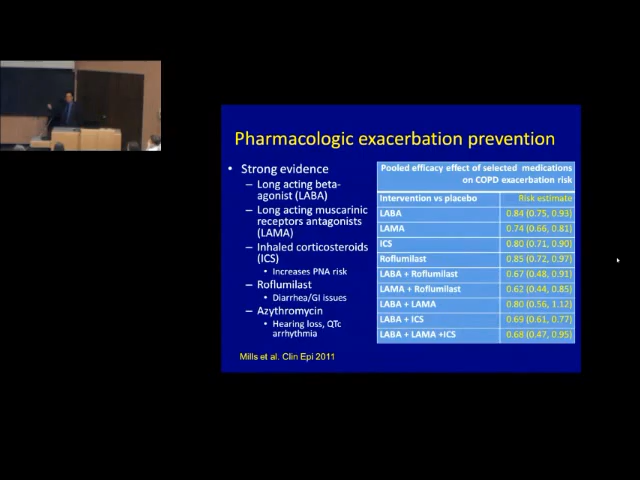 Pharmacologic exacerbation prevention
• Strong evidence
– Long acting beta-
agonist (LABA)
– Long acting muscarinic
receptors antagonists
(LAMA)
– Inhaled corticosteroids
(ICS)
• Increases PNA risk
– Roflumilast
• Diarrhea/GI issues
– Azythromycin
• Hearing loss, QTc
arrhythmia
Mills et al. Clin Epi 2011
Pooled efficacy effect of selected medications
on COPD exacerbation risk
Intervention vs placebo Risk estimate
LABA 0.84 (0.75, 0.93)
LAMA 0.74 (0.66, 0.81)
ICS 0.80 (0.71, 0.90)
Roflumilast 0.85 (0.72, 0.97)
LABA + Roflumilast 0.67 (0.48, 0.91)
LAMA + Roflumilast 0.62 (0.44, 0.85)
LABA + LAMA 0.80 (0.56, 1.12)
LABA + ICS 0.69 (0.61, 0.77)
LABA + LAMA +ICS 0.68 (0.47, 0.95)